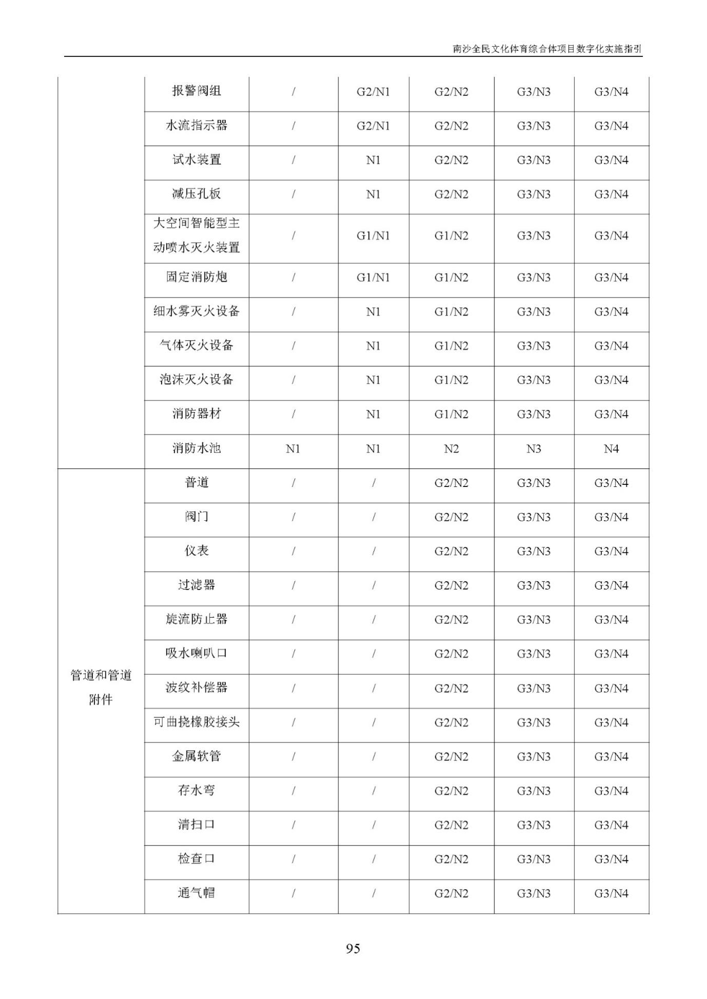 南沙全民文化体育综合体项目数字化实施指引
报警阀组 / G2/N1 G2/N2 G3/N3 G3/N4
水流指示器 / G2/N1 G2/N2 G3/N3 G3/N4
试水装置 / N1 G2/N2 G3/N3 G3/N4
减压孔板 / N1 G2/N2 G3/N3 G3/N4
大空间智能型主
动喷水灭火装置 / G1/N1 G1/N2 G3/N3 G3/N4
固定消防炮 / G1/N1 G1/N2 G3/N3 G3/N4
细水雾灭火设备 / N1 G1/N2 G3/N3 G3/N4
气体灭火设备 / N1 G1/N2 G3/N3 G3/N4
泡沫灭火设备 / N1 G1/N2 G3/N3 G3/N4
消防器材 / N1 G1/N2 G3/N3 G3/N4
消防水池 N1 N1 N2 N3 N4
管道和管道
附件
普道 / / G2/N2 G3/N3 G3/N4
阀门 / / G2/N2 G3/N3 G3/N4
仪表 / / G2/N2 G3/N3 G3/N4
过滤器 / / G2/N2 G3/N3 G3/N4
旋流防止器 / / G2/N2 G3/N3 G3/N4
吸水喇叭口 / / G2/N2 G3/N3 G3/N4
波纹补偿器 / / G2/N2 G3/N3 G3/N4
可曲挠橡胶接头 / / G2/N2 G3/N3 G3/N4
金属软管 / / G2/N2 G3/N3 G3/N4
存水弯 / / G2/N2 G3/N3 G3/N4
清扫口 / / G2/N2 G3/N3 G3/N4
检查口 / / G2/N2 G3/N3 G3/N4
通气帽 / / G2/N2 G3/N3 G3/N4
95